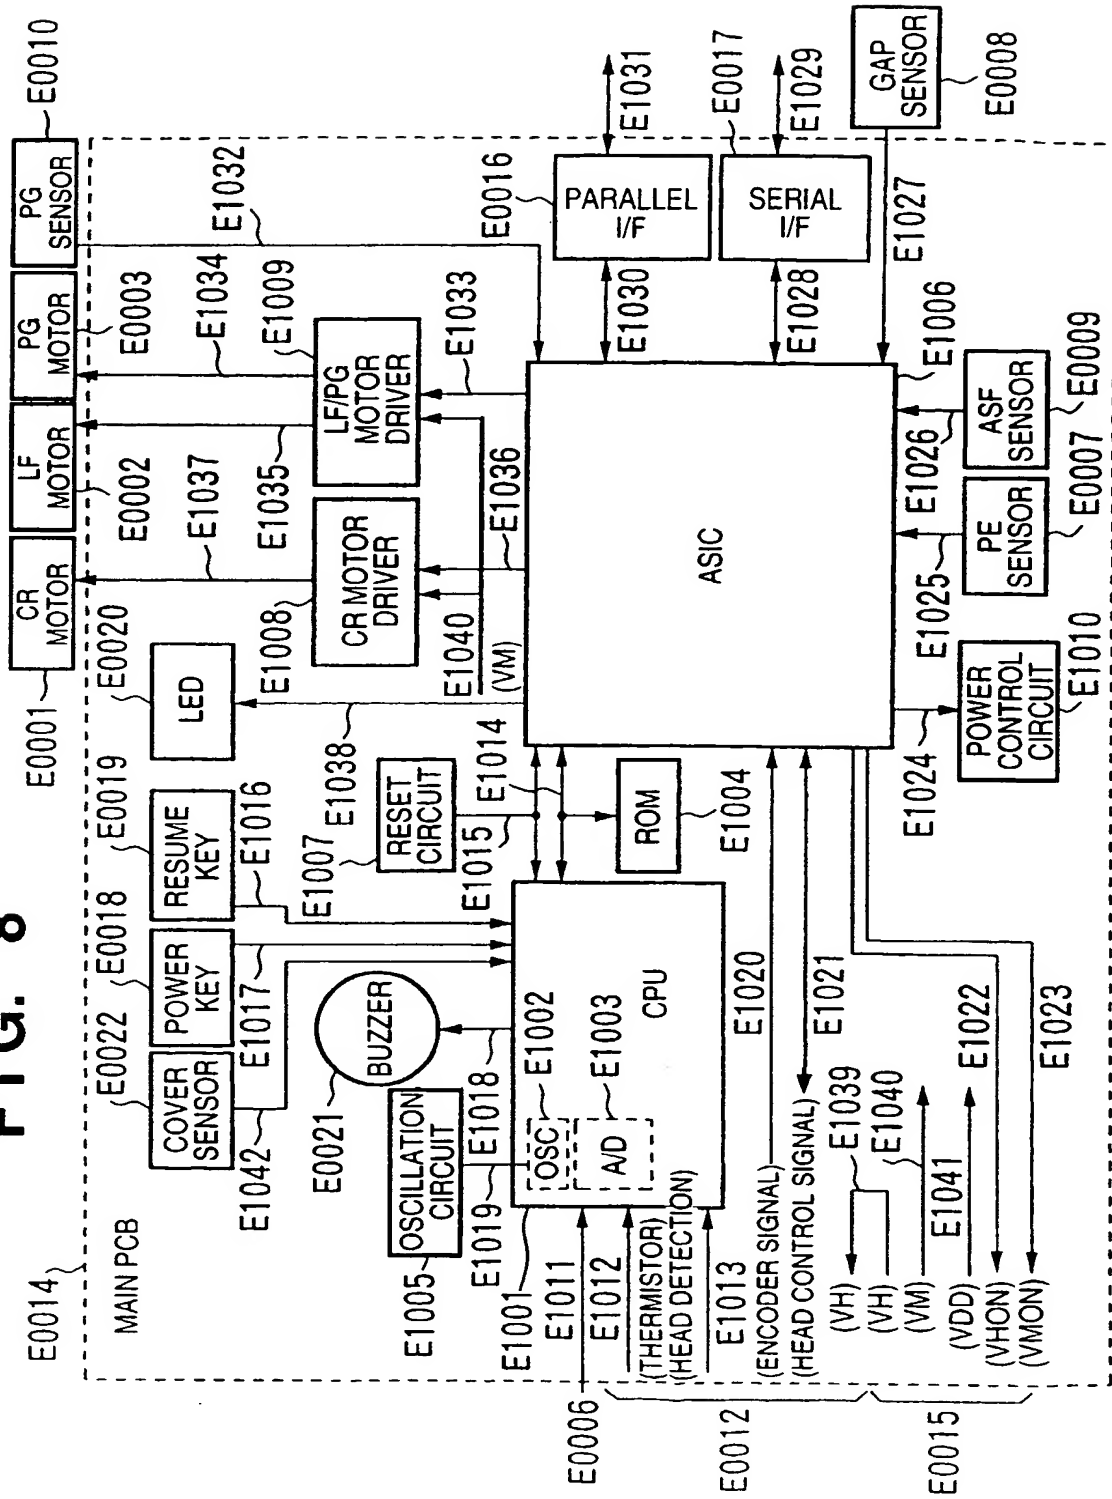 FIG. 8
E0014
MAIN PCB
E0022
COVER
SENSOR
E1042
E0018
POWER
KEY
E1017
E0019
RESUME
KEY
E1016
E0020
LED
E1038
E0001
CR
MOTOR
E1037
LF
MOTOR
E0002
E1035
PG
MOTOR
E0003
E1034
PG
SENSOR
E0010
E1032
E0021
BUZZER
E1018
E1005
OSCILLATION
CIRCUIT
E1019
E1007
RESET
CIRCUIT
E1015
E1014
E1008
CR MOTOR
DRIVER
E1009
LF/PG
MOTOR
DRIVER
E1040
(VM)
E1036
E1033
E1001
OSC
E1002
A/D
E1003
CPU
ROM
E1004
ASIC
E1006
E0016
PARALLEL
I/F
E1030
E1031
E0017
SERIAL
I/F
E1028
E1029
GAP
SENSOR
E0008
E1027
E0006
E1011
E1012
(THERMISTOR)
(HEAD DETECTION)
E1013
E0012
(ENCODER SIGNAL)
E1020
(HEAD CONTROL SIGNAL)
E1021
(VH)
(VH)
E1039
(VM)
E1040
E0015
(VDD)
E1041
(VHON)
E1022
(VMON)
E1023
E1024
POWER
CONTROL
CIRCUIT
E1010
E1025
PE
SENSOR
E0007
E1026
ASF
SENSOR
E0009